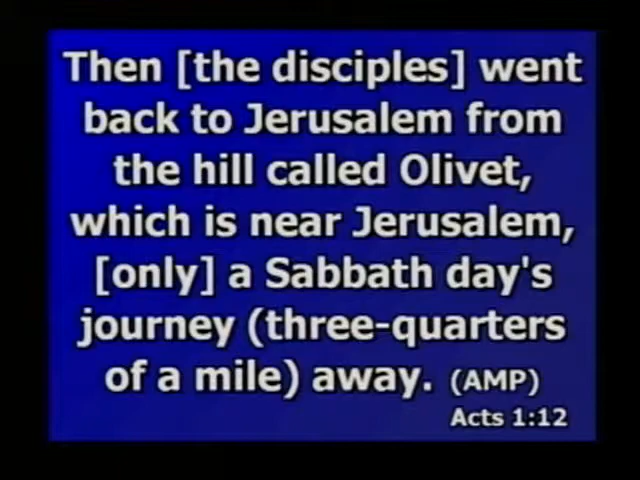 Then [the disciples] went
back to Jerusalem from
the hill called Olivet,
which is near Jerusalem,
[only] a Sabbath day's
journey (three-quarters
of a mile) away. (AMP)
Acts 1:12